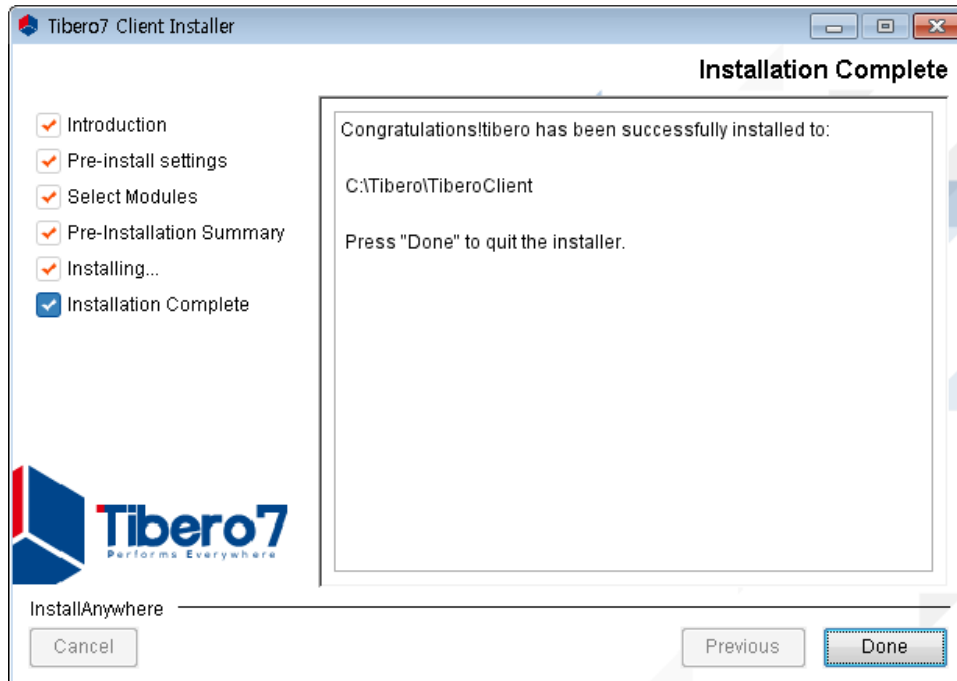 Tibero7 Client Installer
Installation Complete
Introduction
Pre-install settings
Select Modules
Pre-Installation Summary
Installing...
Installation Complete
Congratulations!tibero has been successfully installed to:
C:\Tibero\TiberoClient
Press "Done" to quit the installer.
Tibero7
Performs Everywhere
InstallAnywhere
Cancel
Previous
Done